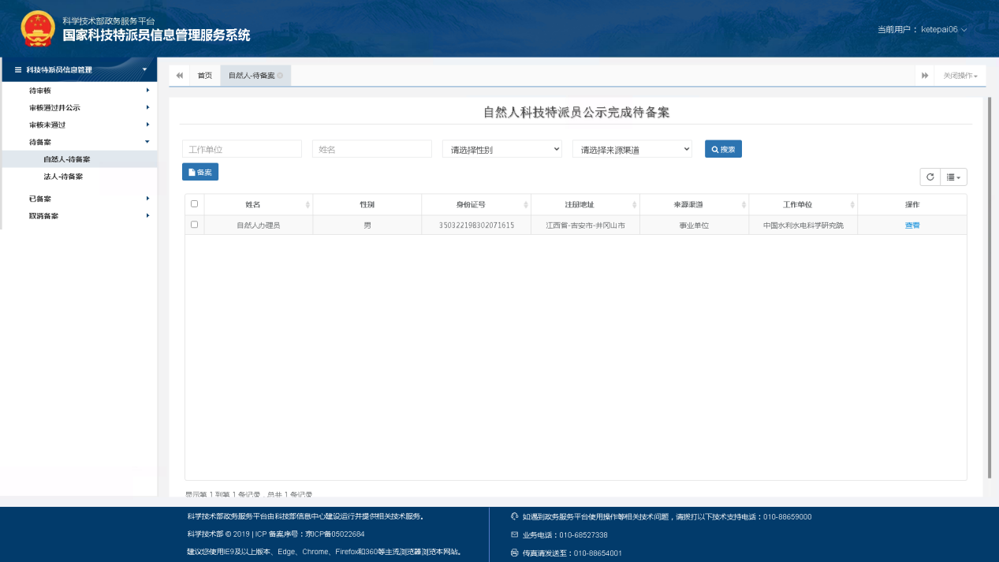 科学技术部政务服务平台
国家科技特派员信息管理服务系统
当前用户： ketepai06
科技特派员信息管理
待审核
审核通过并公示
审核未通过
待备案
自然人-待备案
法人-待备案
已备案
取消备案
首页 自然人-待备案 关闭操作
自然人科技特派员公示完成待备案
工作单位 姓名 请选择性别 请选择来源渠道 搜索
备案
姓名 性别 身份证号 注册地址 来源渠道 工作单位 操作
自然人办理员 男 350322198302071615 江西省-吉安市-井冈山市 事业单位 中国水利水电科学研究院 查看
显示第 1 到第 1 条记录，总共 1 条记录
科学技术部政务服务平台由科技部信息中心建设运行并提供相关技术服务。
科学技术部 © 2019 | ICP 备案序号：京ICP备05022684
建议您使用IE9及以上版本、Edge、Chrome、Firefox和360等主流浏览器浏览本网站。
如遇到政务服务平台使用操作等相关技术问题，请拨打以下技术支持电话：010-88659000
业务电话：010-68527338
传真请发送至：010-88654001